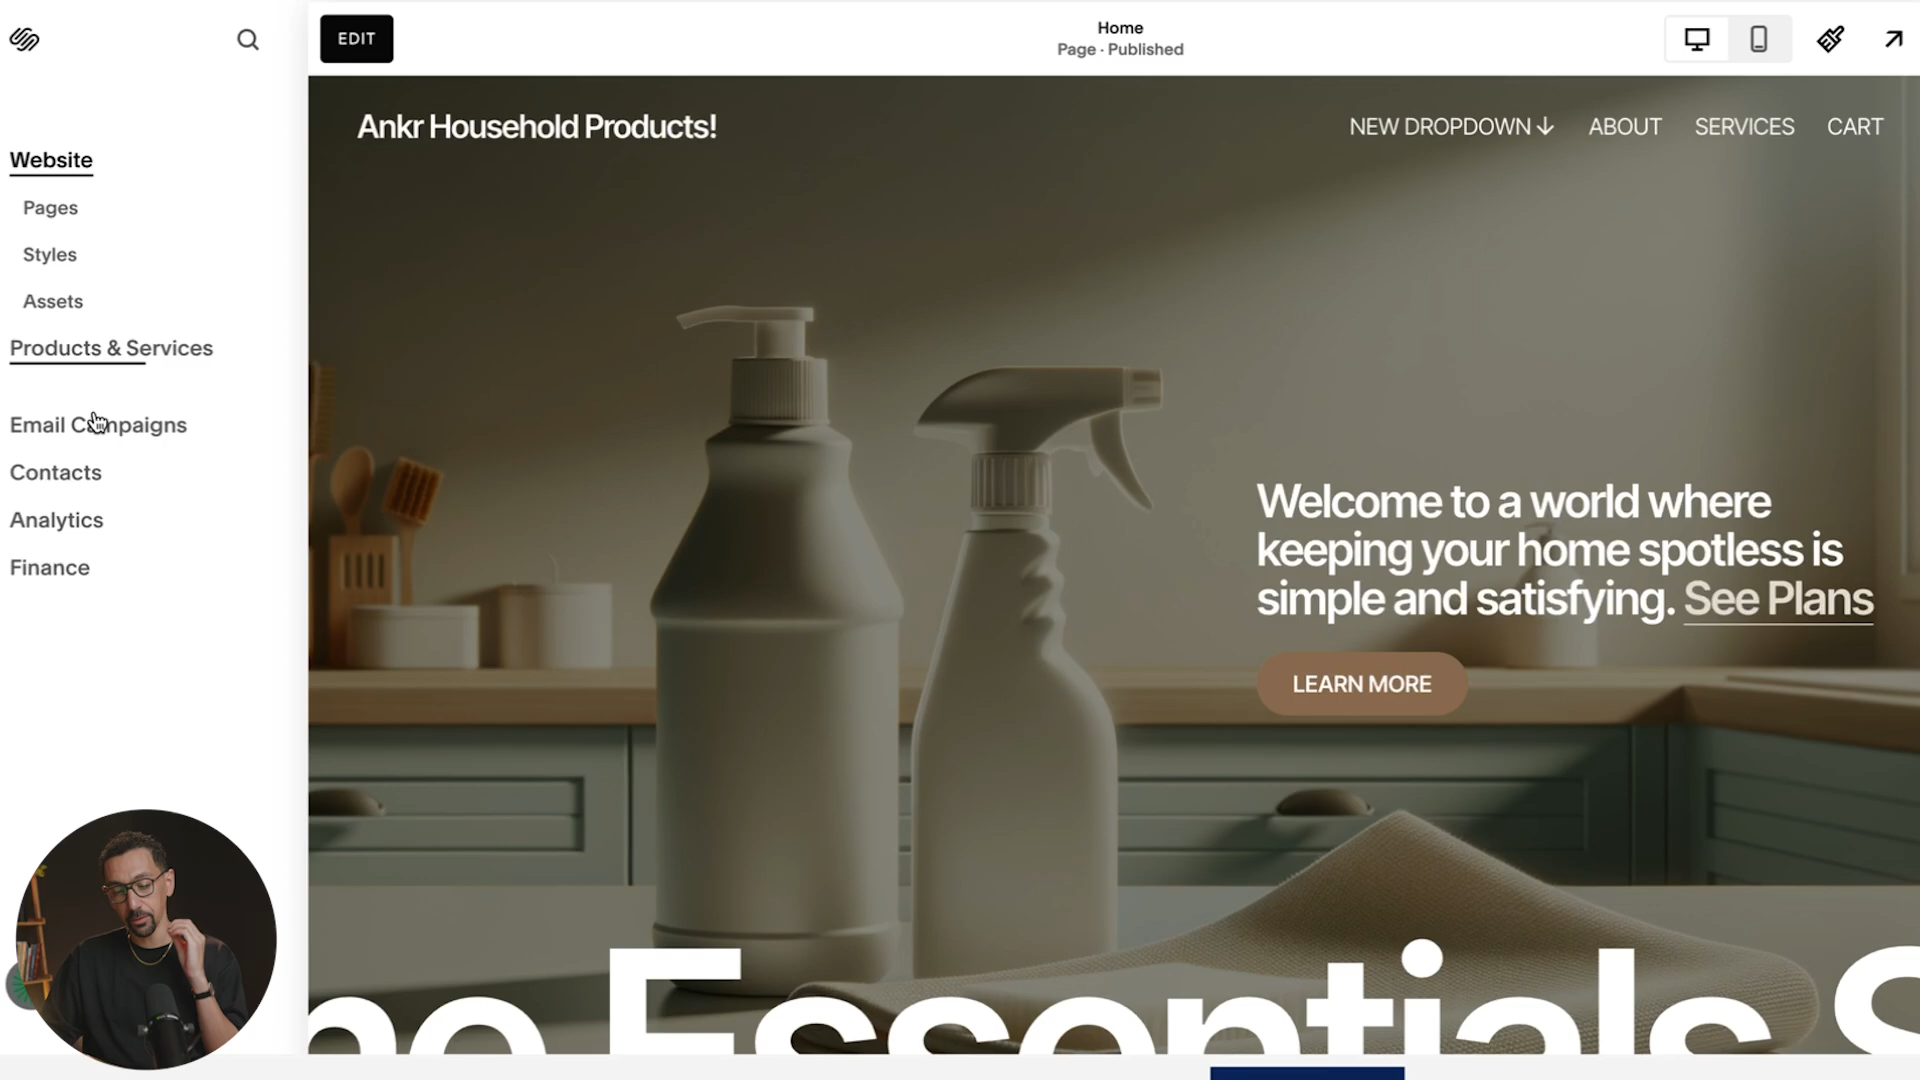 EDIT
Home
Page · Published
Website
Pages
Styles
Assets
Products & Services
Email Campaigns
Contacts
Analytics
Finance
Ankr Household Products!
NEW DROPDOWN ↓ ABOUT SERVICES CART
Welcome to a world where
keeping your home spotless is
simple and satisfying. See Plans
LEARN MORE
Essentials